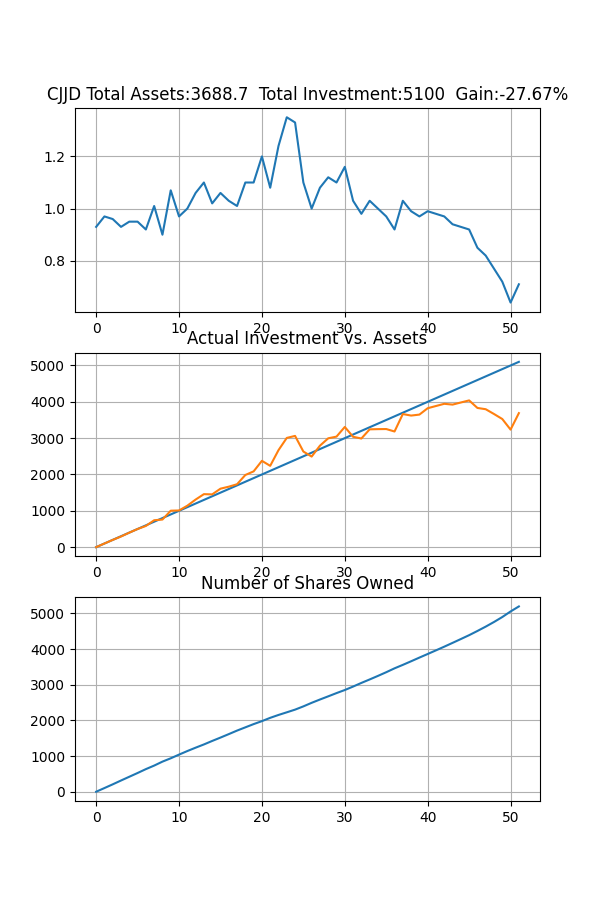 CJJD Total Assets:3688.7  Total Investment:5100  Gain:-27.67%
1.2
1.0
0.8
0 10 20 30 40 50
Actual Investment vs. Assets
5000
4000
3000
2000
1000
0
0 10 20 30 40 50
Number of Shares Owned
5000
4000
3000
2000
1000
0
0 10 20 30 40 50